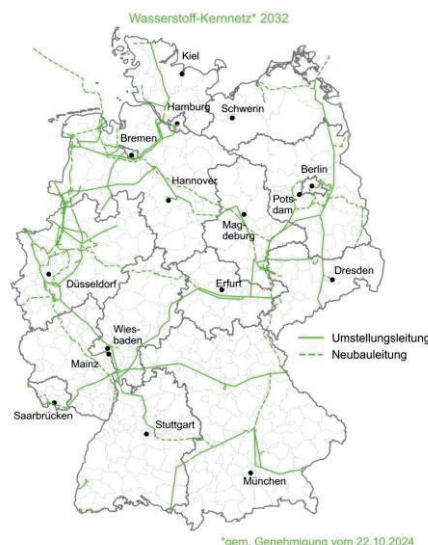 Wasserstoff-Kernnetz* 2032
Kiel
Hamburg
Schwerin
Bremen
Berlin
Hannover
Pots-
dam
Mag-
deburg
Düsseldorf
Erfurt
Dresden
Wies-
baden
Umstellungsleitung
Neubauleitung
Mainz
Saarbrücken
Stuttgart
München
*gem. Genehmigung vom 22.10.2024